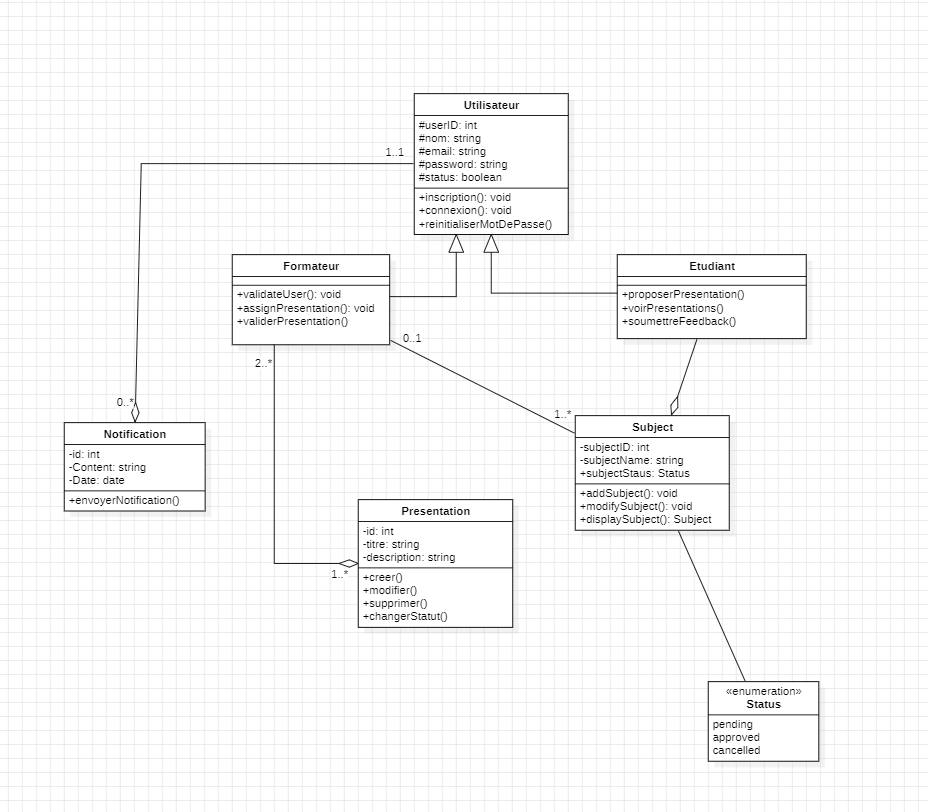 Utilisateur
#userID: int
#nom: string
#email: string
#password: string
#status: boolean
+inscription(): void
+connexion(): void
+reinitialiserMotDePasse()
1..1
Formateur
+validateUser(): void
+assignPresentation(): void
+validerPresentation()
Etudiant
+proposerPresentation()
+voirPresentations()
+soumettreFeedback()
0..1
2..*
0..*
1..*
Notification
-id: int
-Content: string
-Date: date
+envoyerNotification()
Subject
-subjectID: int
-subjectName: string
+subjectStaus: Status
+addSubject(): void
+modifySubject(): void
+displaySubject(): Subject
Presentation
-id: int
-titre: string
-description: string
+creer()
+modifier()
+supprimer()
+changerStatut()
1..*
«enumeration»
Status
pending
approved
cancelled